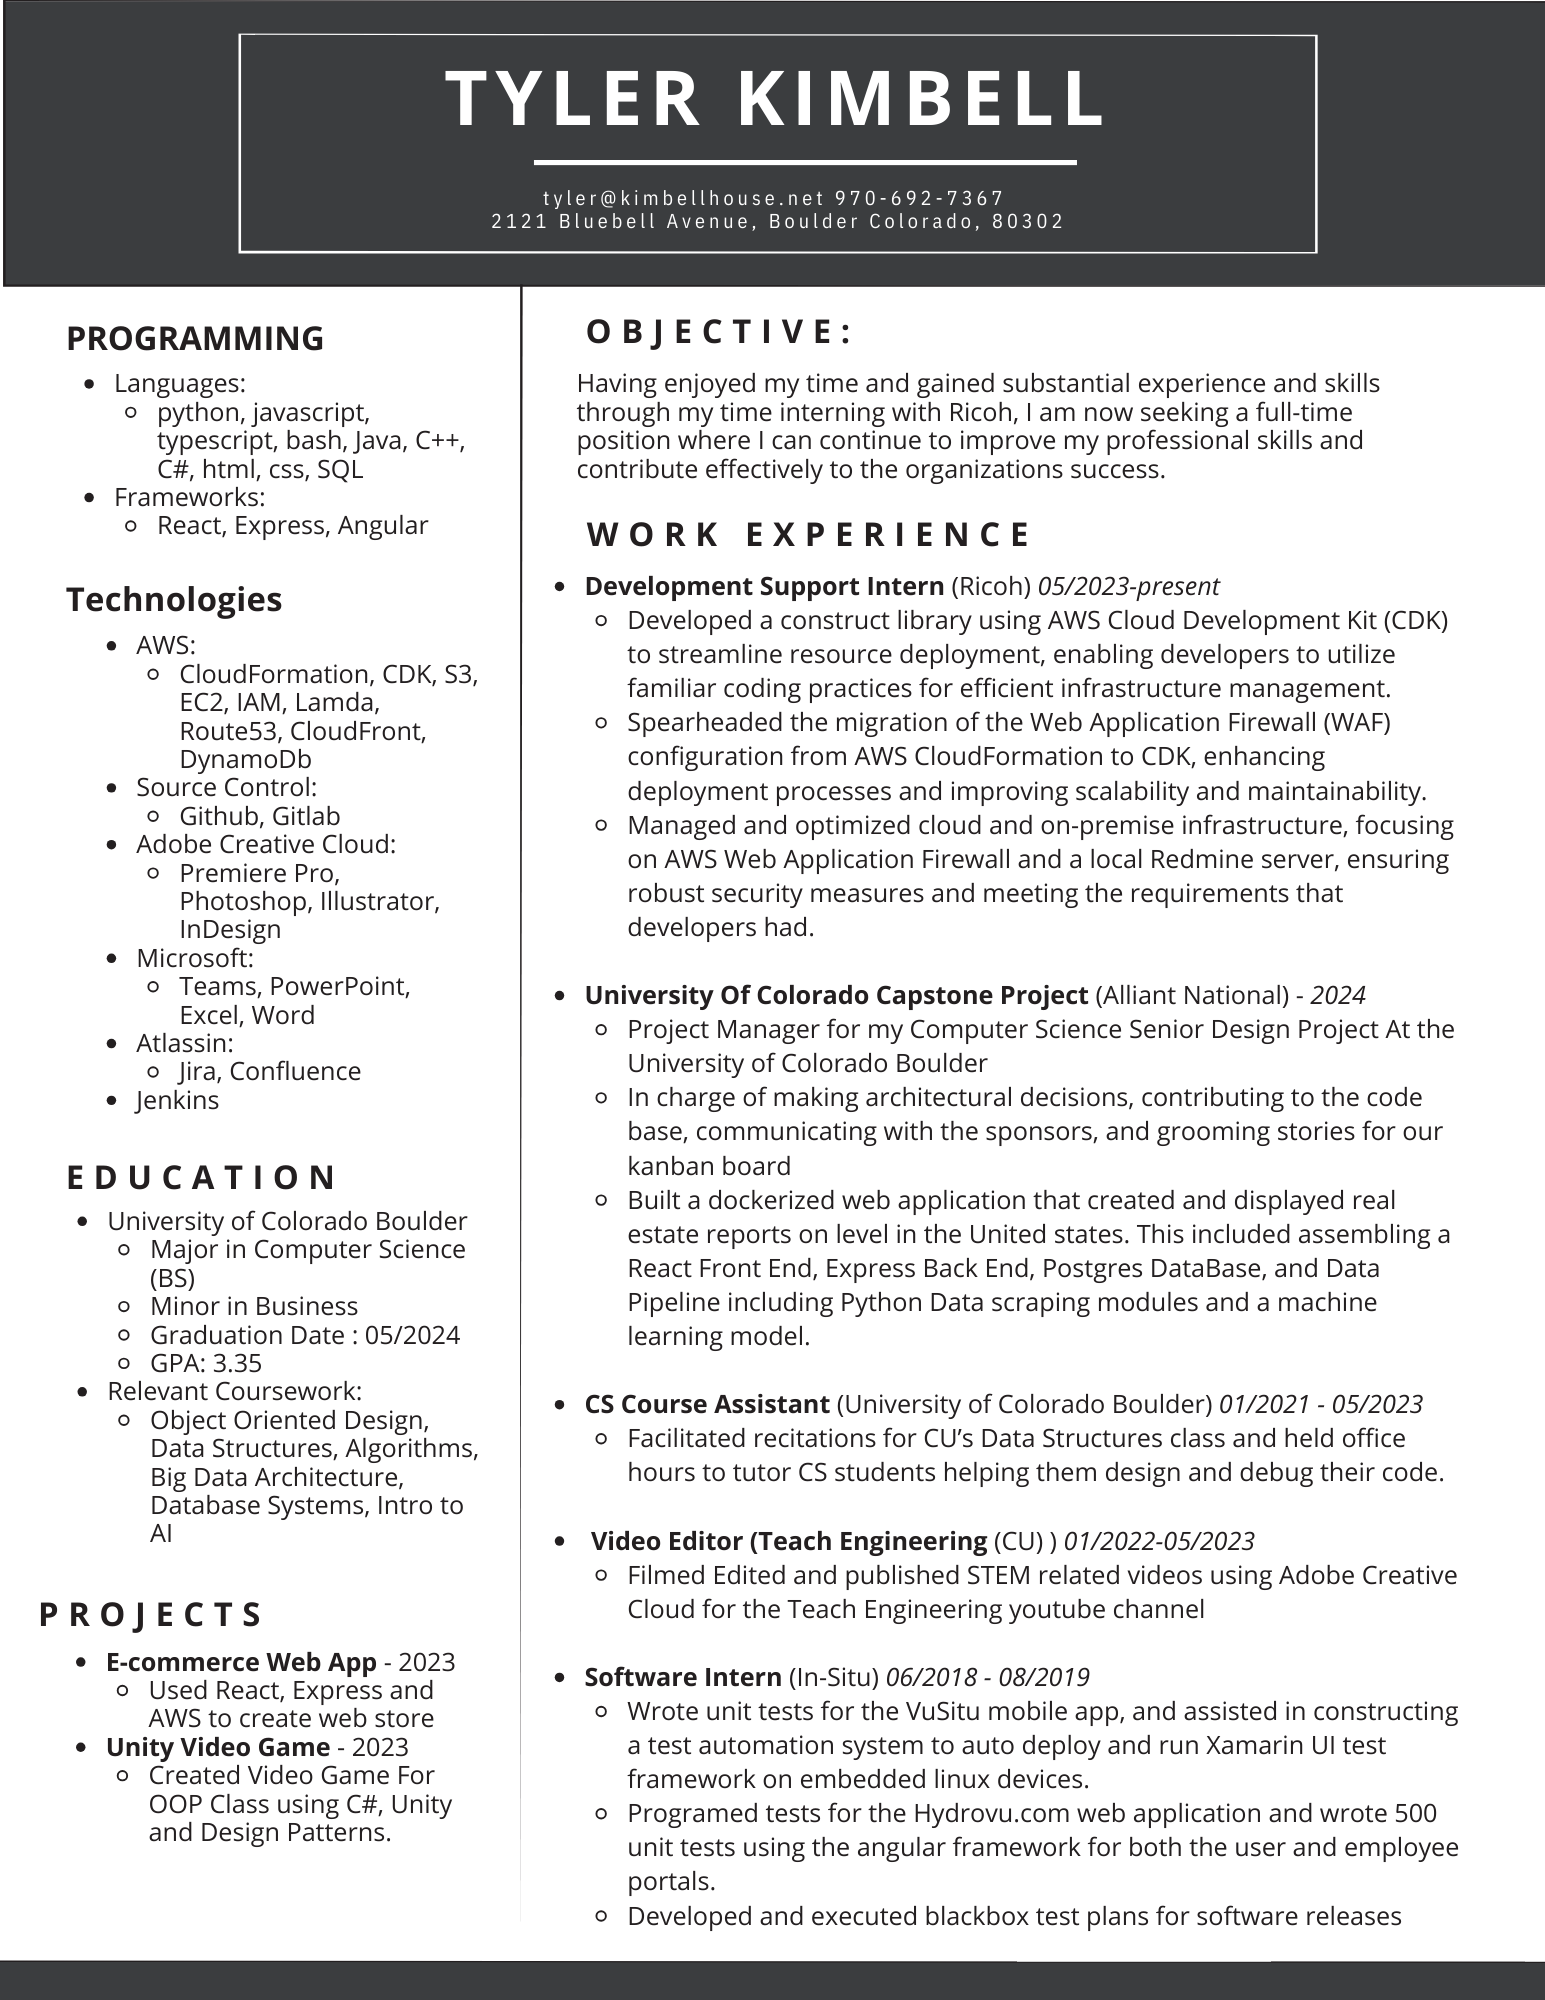 TYLER KIMBELL
tyler@kimbellhouse.net 970-692-7367
2121 Bluebell Avenue, Boulder Colorado, 80302
PROGRAMMING
• Languages:
◦ python, javascript,
typescript, bash, Java, C++,
C#, html, css, SQL
• Frameworks:
◦ React, Express, Angular
Technologies
• AWS:
◦ CloudFormation, CDK, S3,
EC2, IAM, Lamda,
Route53, CloudFront,
DynamoDb
• Source Control:
◦ Github, Gitlab
• Adobe Creative Cloud:
◦ Premiere Pro,
Photoshop, Illustrator,
InDesign
• Microsoft:
◦ Teams, PowerPoint,
Excel, Word
• Atlassin:
◦ Jira, Confluence
• Jenkins
EDUCATION
• University of Colorado Boulder
◦ Major in Computer Science
(BS)
◦ Minor in Business
◦ Graduation Date : 05/2024
◦ GPA: 3.35
• Relevant Coursework:
◦ Object Oriented Design,
Data Structures, Algorithms,
Big Data Architecture,
Database Systems, Intro to
AI
PROJECTS
• E-commerce Web App - 2023
◦ Used React, Express and
AWS to create web store
• Unity Video Game - 2023
◦ Created Video Game For
OOP Class using C#, Unity
and Design Patterns.
OBJECTIVE:
Having enjoyed my time and gained substantial experience and skills
through my time interning with Ricoh, I am now seeking a full-time
position where I can continue to improve my professional skills and
contribute effectively to the organizations success.
WORK EXPERIENCE
• Development Support Intern (Ricoh) 05/2023-present
◦ Developed a construct library using AWS Cloud Development Kit (CDK)
to streamline resource deployment, enabling developers to utilize
familiar coding practices for efficient infrastructure management.
◦ Spearheaded the migration of the Web Application Firewall (WAF)
configuration from AWS CloudFormation to CDK, enhancing
deployment processes and improving scalability and maintainability.
◦ Managed and optimized cloud and on-premise infrastructure, focusing
on AWS Web Application Firewall and a local Redmine server, ensuring
robust security measures and meeting the requirements that
developers had.
• University Of Colorado Capstone Project (Alliant National) - 2024
◦ Project Manager for my Computer Science Senior Design Project At the
University of Colorado Boulder
◦ In charge of making architectural decisions, contributing to the code
base, communicating with the sponsors, and grooming stories for our
kanban board
◦ Built a dockerized web application that created and displayed real
estate reports on level in the United states. This included assembling a
React Front End, Express Back End, Postgres DataBase, and Data
Pipeline including Python Data scraping modules and a machine
learning model.
• CS Course Assistant (University of Colorado Boulder) 01/2021 - 05/2023
◦ Facilitated recitations for CU’s Data Structures class and held office
hours to tutor CS students helping them design and debug their code.
• Video Editor (Teach Engineering (CU) ) 01/2022-05/2023
◦ Filmed Edited and published STEM related videos using Adobe Creative
Cloud for the Teach Engineering youtube channel
• Software Intern (In-Situ) 06/2018 - 08/2019
◦ Wrote unit tests for the VuSitu mobile app, and assisted in constructing
a test automation system to auto deploy and run Xamarin UI test
framework on embedded linux devices.
◦ Programed tests for the Hydrovu.com web application and wrote 500
unit tests using the angular framework for both the user and employee
portals.
◦ Developed and executed blackbox test plans for software releases